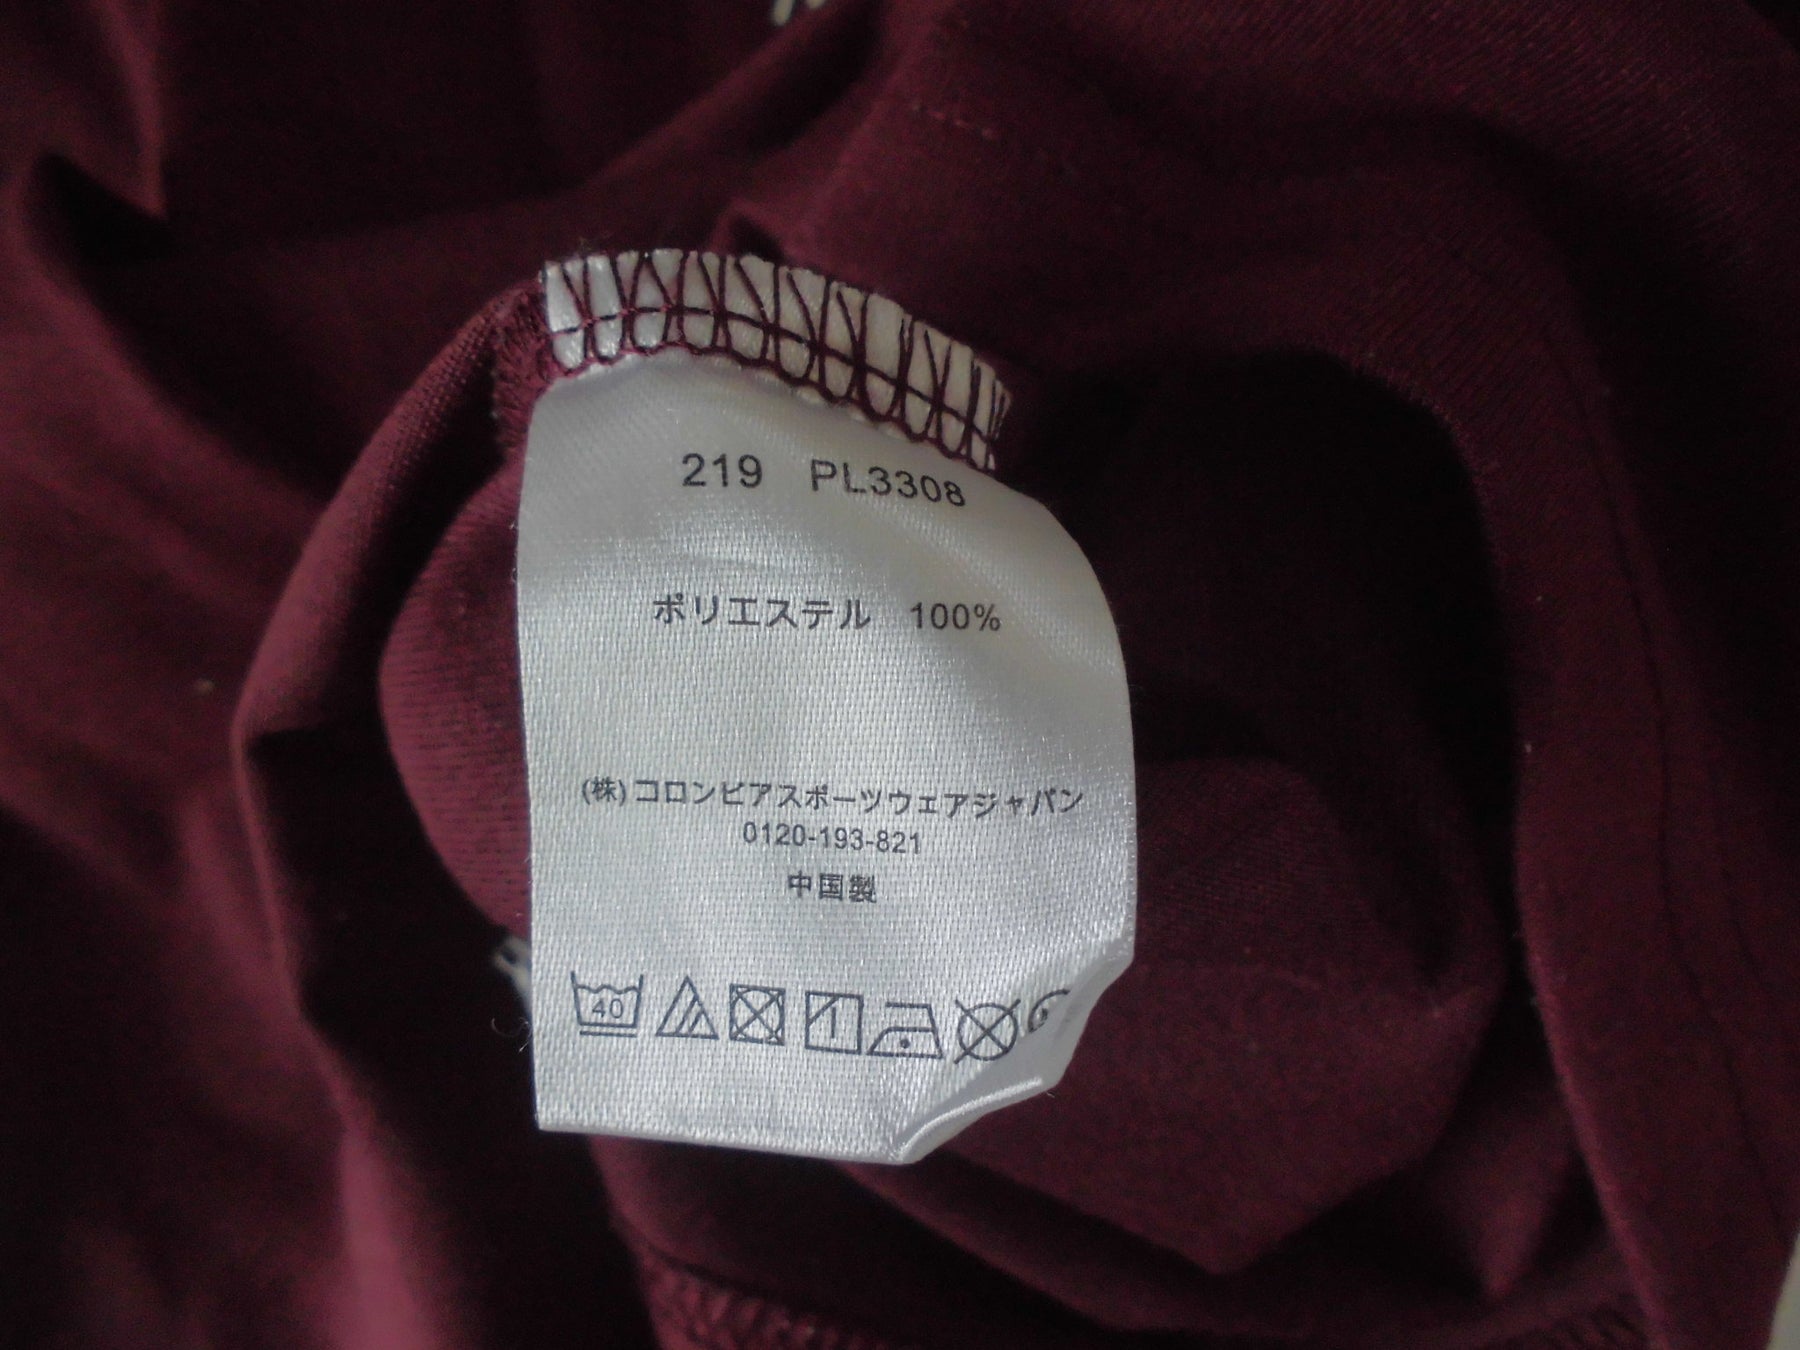 219 PL3308
ポリエステル 100%
(株)コロンビアスポーツウェアジャパン
0120-193-821
中国製
40